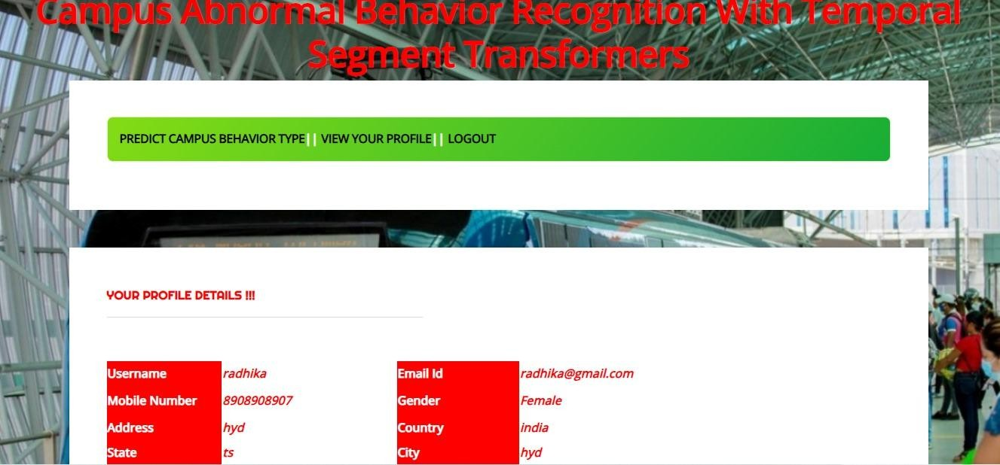 Campus Abnormal Behavior Recognition With Temporal
Segment Transformers
PREDICT CAMPUS BEHAVIOR TYPE|| VIEW YOUR PROFILE|| LOGOUT
YOUR PROFILE DETAILS !!!
Username radhika Email Id radhika@gmail.com
Mobile Number 8908908907 Gender Female
Address hyd Country india
State ts City hyd